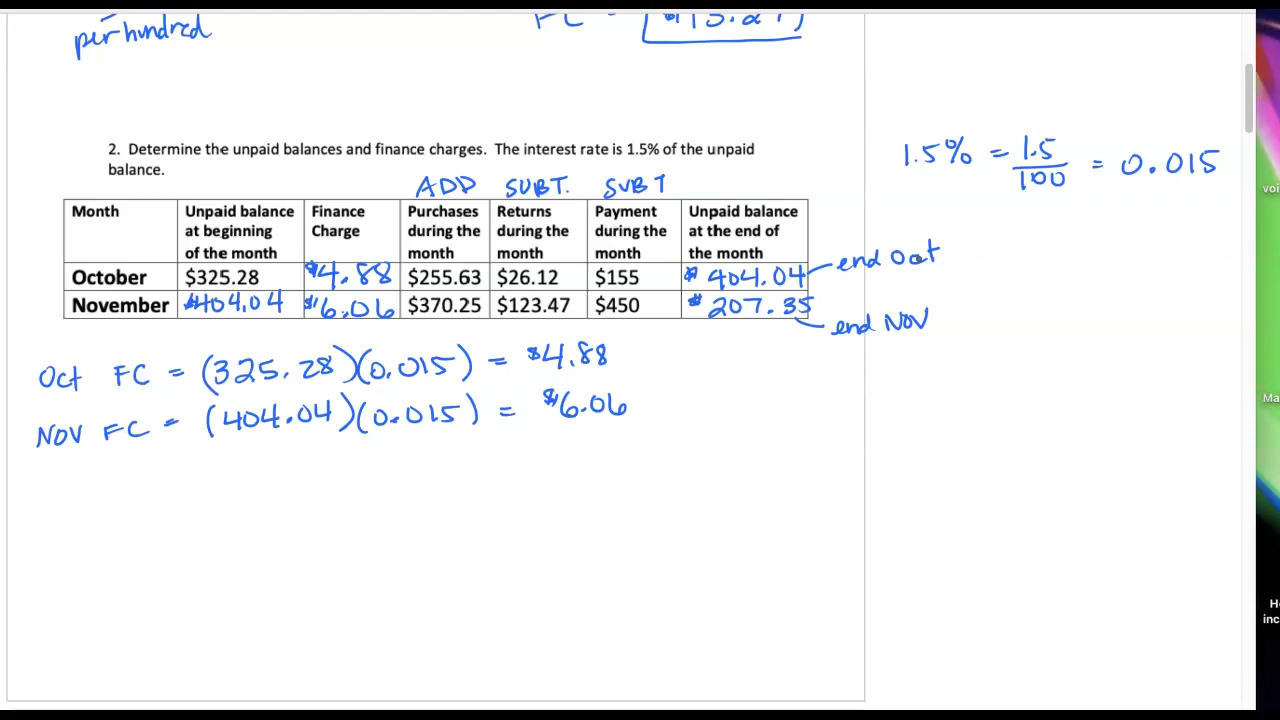 per hundred
FC =
2. Determine the unpaid balances and finance charges. The interest rate is 1.5% of the unpaid
balance.
1.5% = 1.5/100 = 0.015
ADD SUBT. SUBT
Month Unpaid balance at beginning of the month Finance Charge Purchases during the month Returns during the month Payment during the month Unpaid balance at the end of the month
October $325.28 $4.88 $255.63 $26.12 $155 $404.04 end Oct
November $404.04 $6.06 $370.25 $123.47 $450 $207.35 end NOV
Oct FC = (325.28)(0.015) = $4.88
NOV FC = (404.04)(0.015) = $6.06
voi
Ma
He
inc